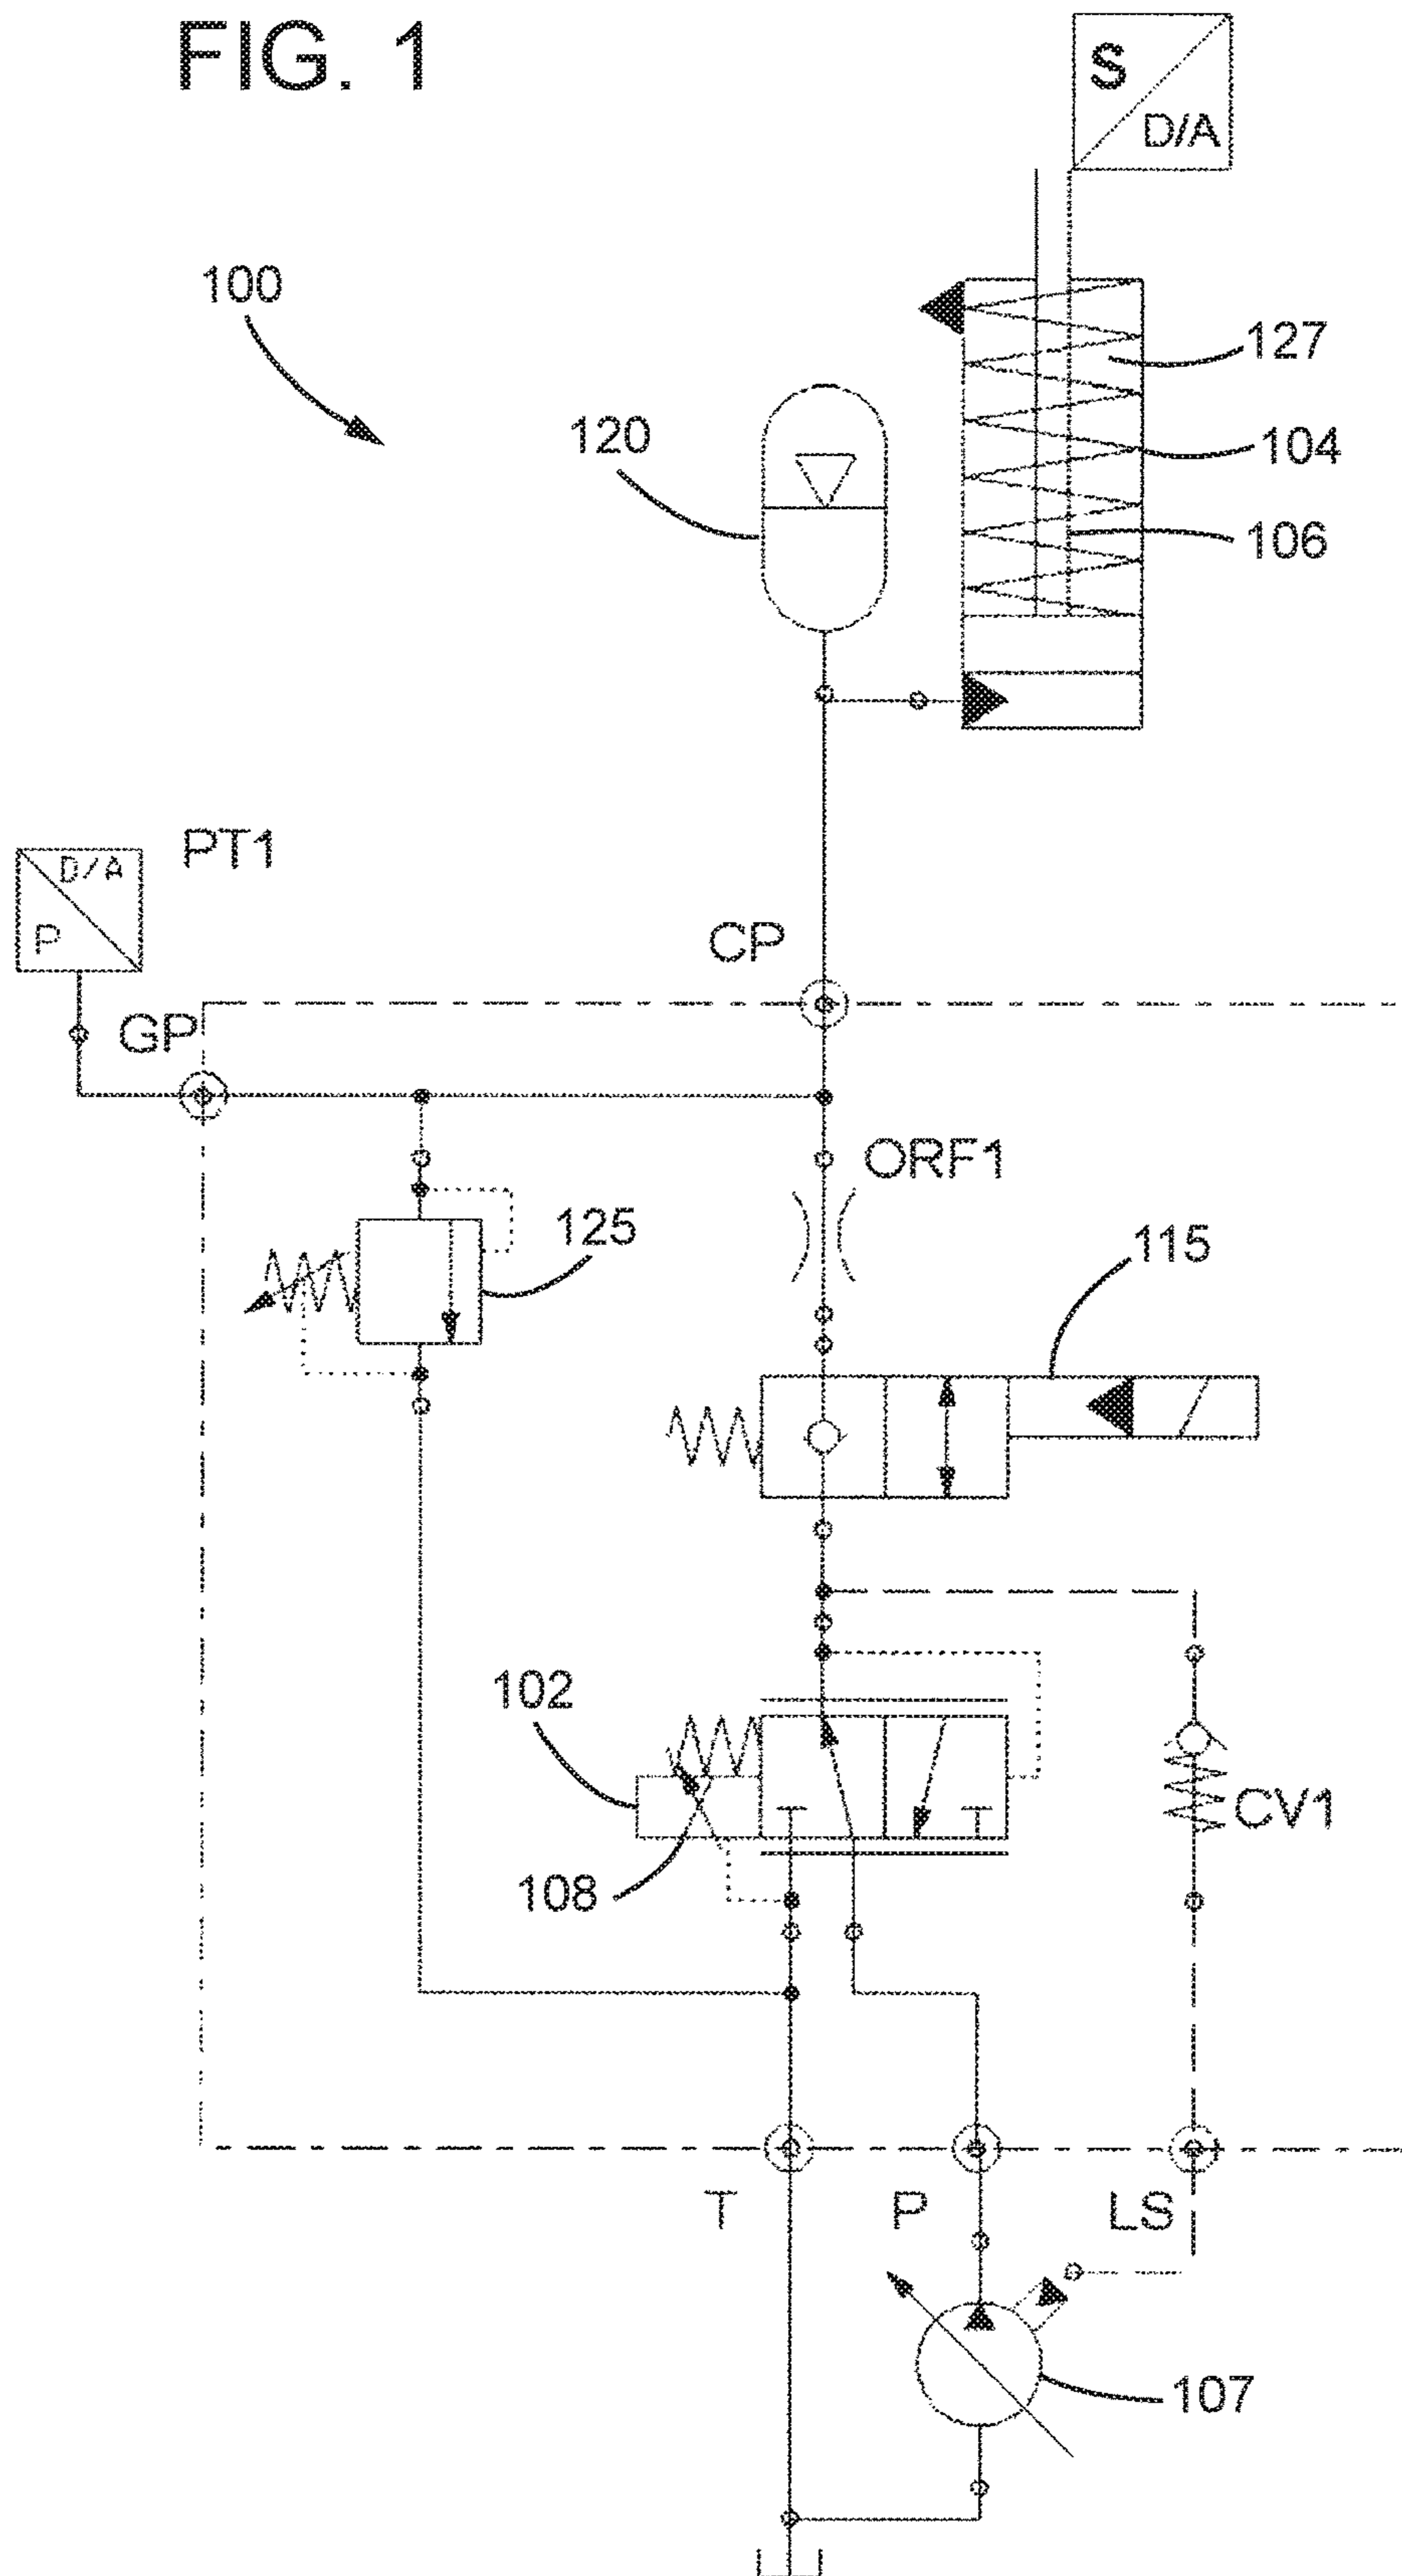 FIG. 1
S
D/A
100
127
120
104
106
PT1
D/A
P
CP
GP
ORF1
125
115
102
CV1
108
T
P
LS
107